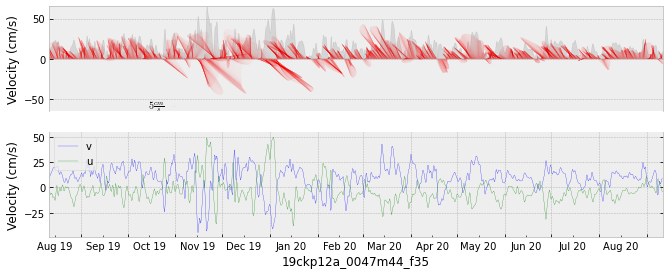 Velocity (cm/s)
50
0
−50
5 cm/s
Velocity (cm/s)
50
25
0
−25
v
u
Aug 19 Sep 19 Oct 19 Nov 19 Dec 19 Jan 20 Feb 20 Mar 20 Apr 20 May 20 Jun 20 Jul 20 Aug 20
19ckp12a_0047m44_f35